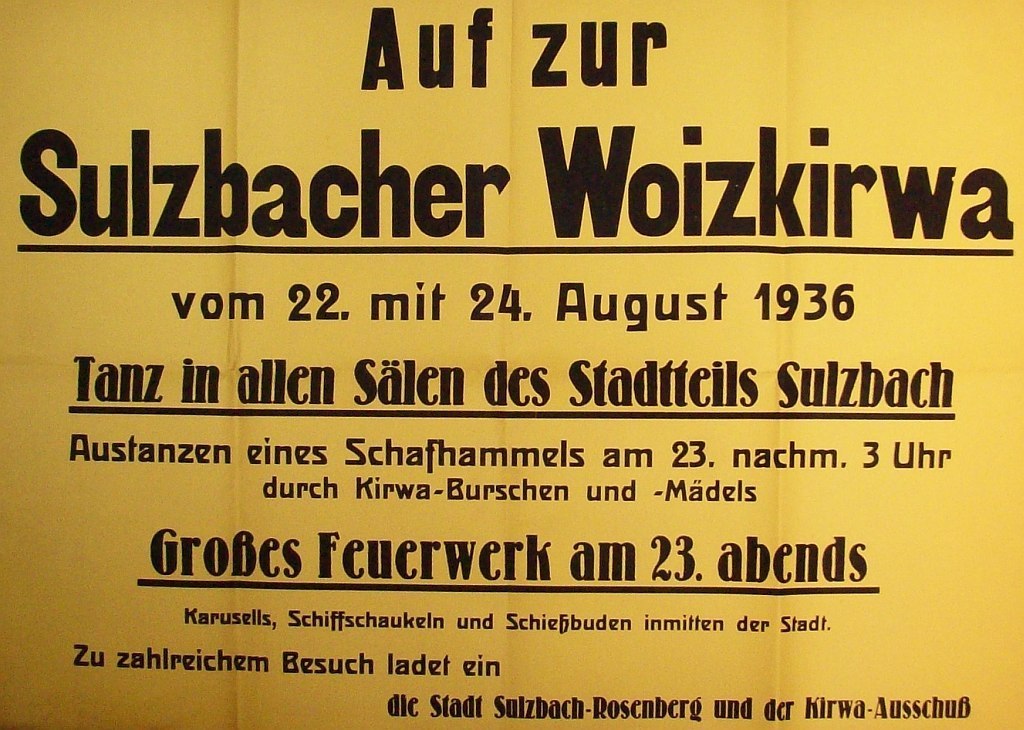 Auf zur
Sulzbacher Woizkirwa
vom 22. mit 24. August 1936
Tanz in allen Sälen des Stadtteils Sulzbach
Austanzen eines Schafhammels am 23. nachm. 3 Uhr
durch Kirwa-Burschen und -Mädels
Großes Feuerwerk am 23. abends
Karusells, Schiffschaukeln und Schießbuden inmitten der Stadt.
Zu zahlreichem Besuch ladet ein
die Stadt Sulzbach-Rosenberg und der Kirwa-Ausschuß